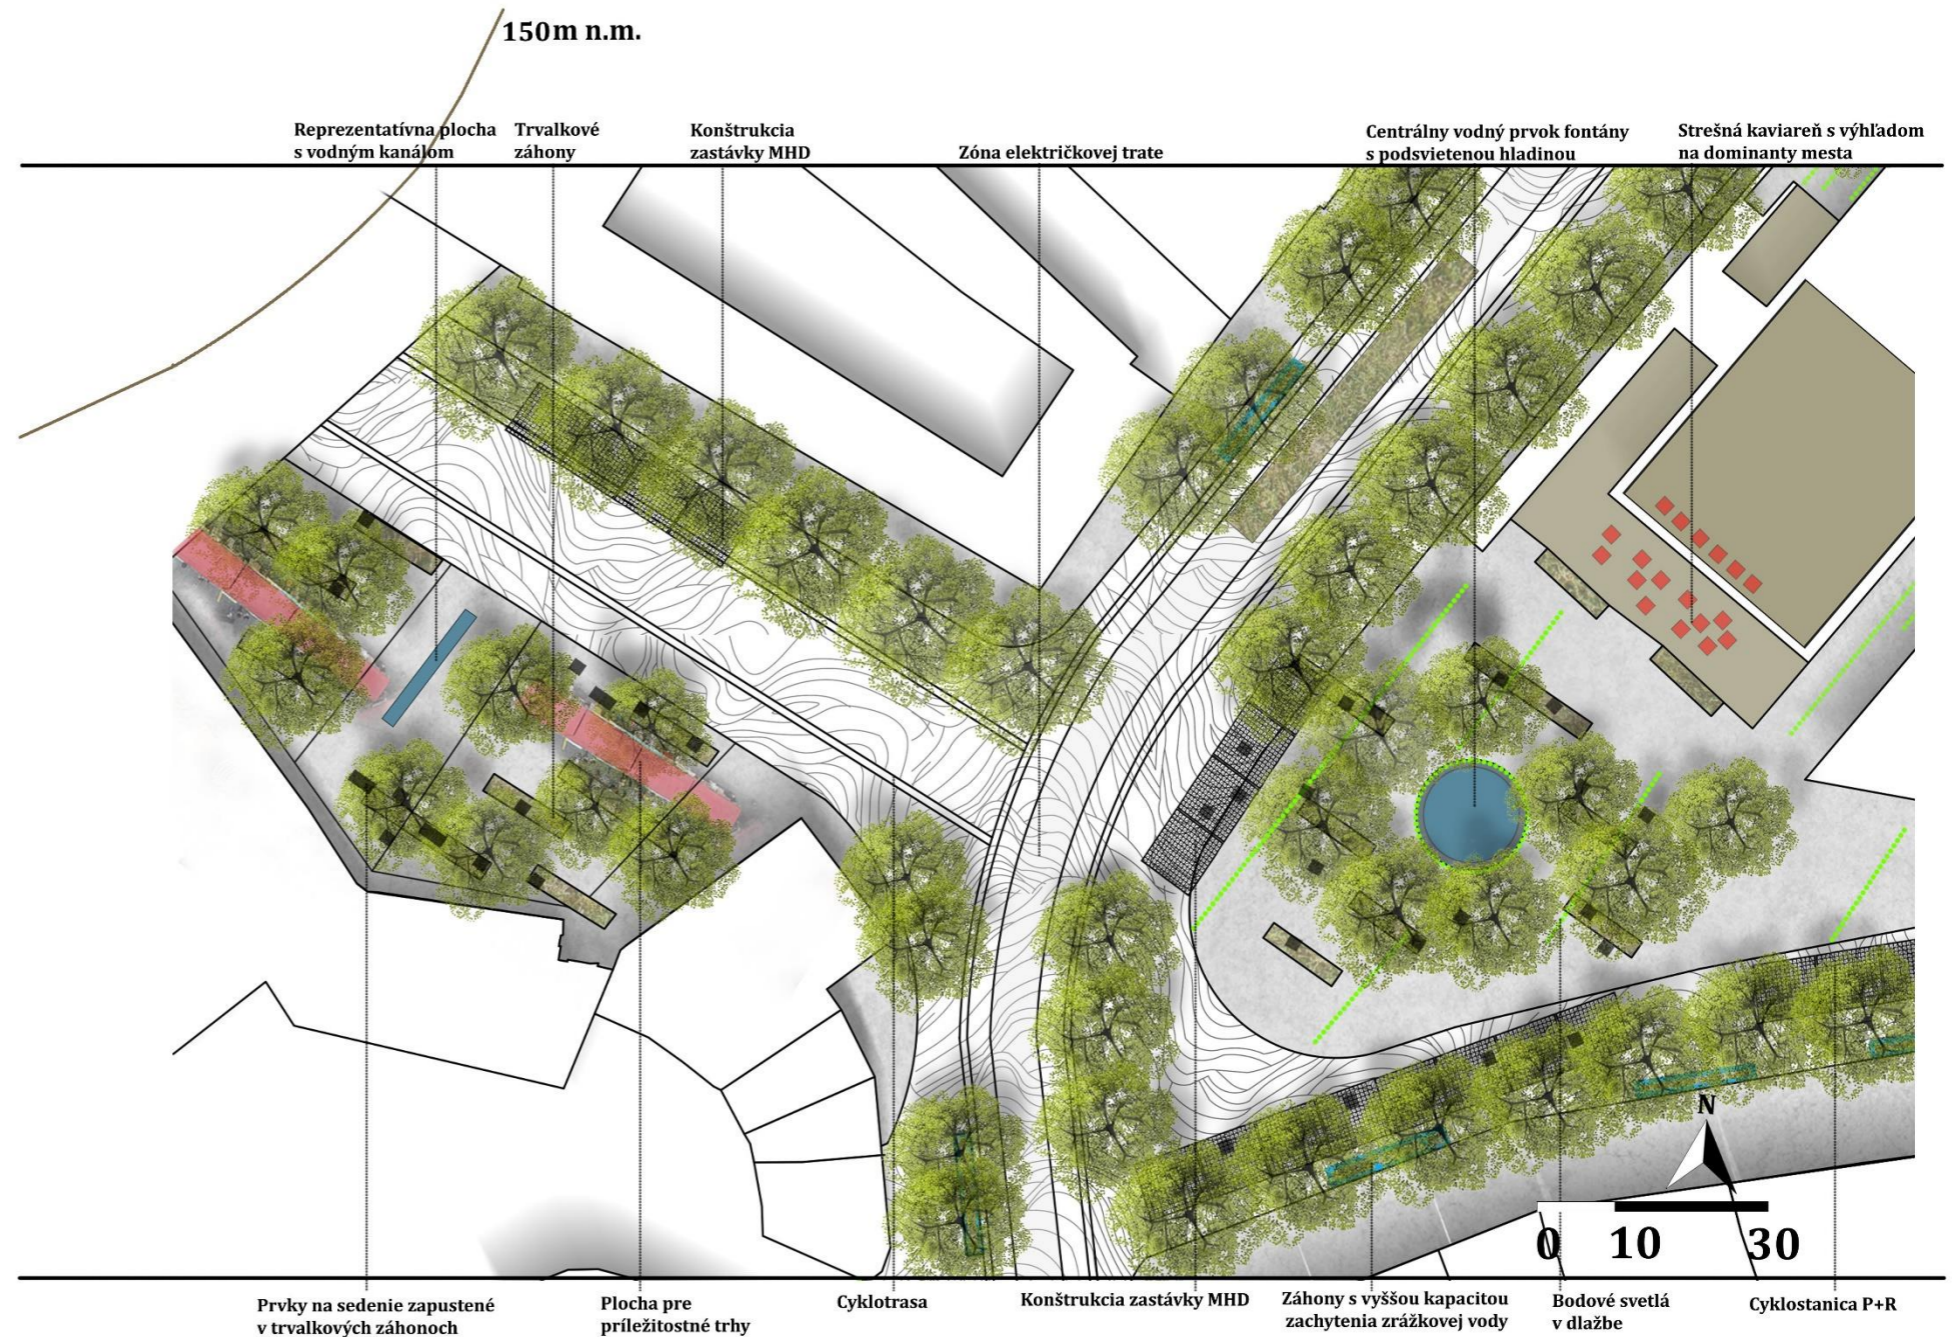 150m n.m.
Reprezentatívna plocha
s vodným kanálom
Trvalkové
záhony
Konštrukcia
zastávky MHD
Zóna električkovej trate
Centrálny vodný prvok fontány
s podsvietenou hladinou
Strešná kaviareň s výhľadom
na dominanty mesta
N
0 10 30
Prvky na sedenie zapustené
v trvalkových záhonoch
Plocha pre
príležitostné trhy
Cyklotrasa
Konštrukcia zastávky MHD
Záhony s vyššou kapacitou
zachytenia zrážkovej vody
Bodové svetlá
v dlažbe
Cyklostanica P+R